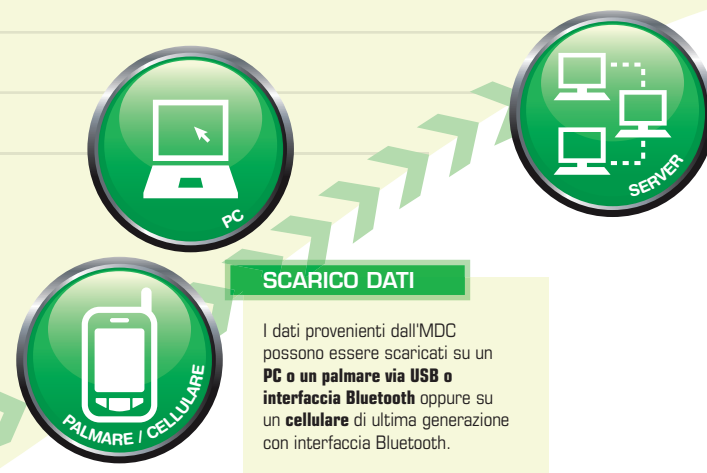 SERVER
PC
SCARICO DATI
I dati provenienti dall'MDC
possono essere scaricati su un
PC o un palmare via USB o
interfaccia Bluetooth oppure su
un cellulare di ultima generazione
con interfaccia Bluetooth.
PALMARE / CELLULARE